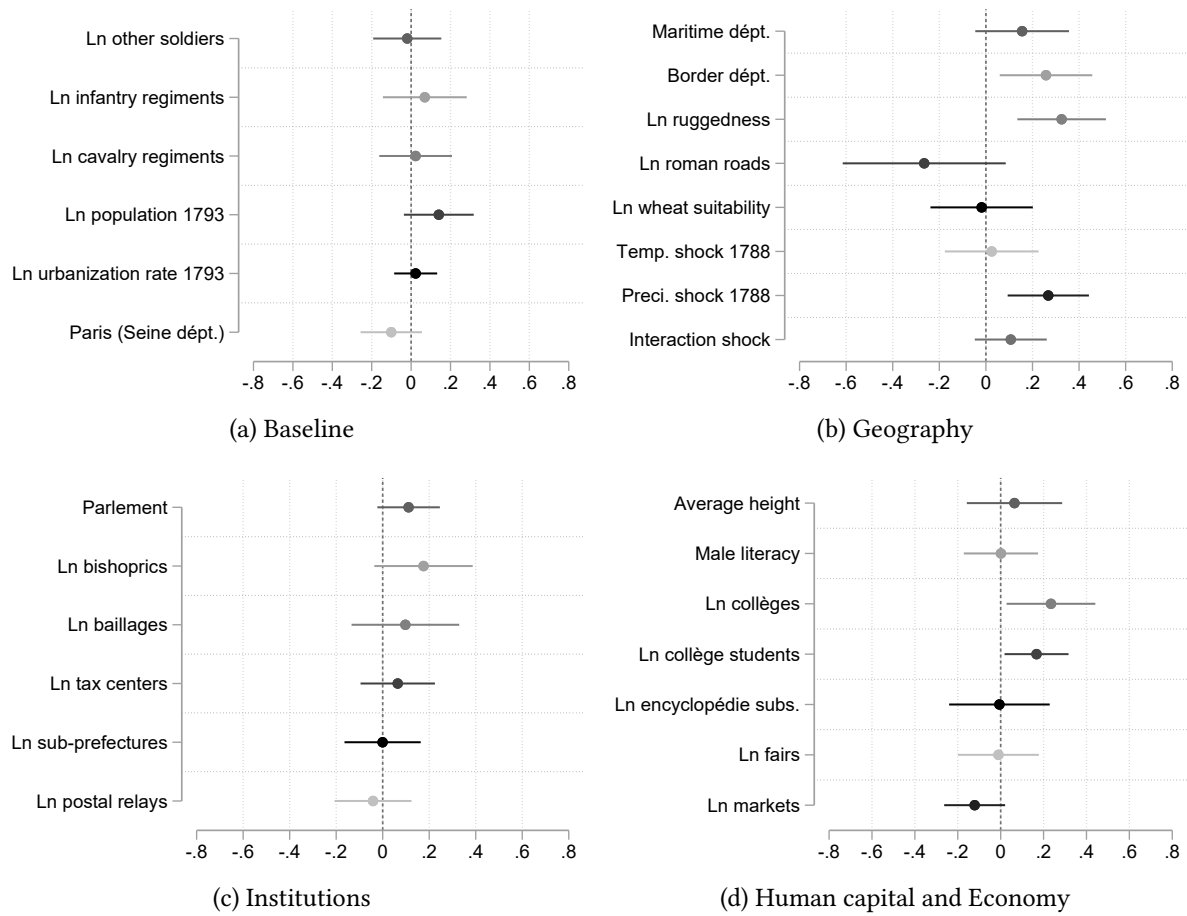 Ln other soldiers
Ln infantry regiments
Ln cavalry regiments
Ln population 1793
Ln urbanization rate 1793
Paris (Seine dépt.)
-.8 -.6 -.4 -.2 0 .2 .4 .6 .8
(a) Baseline
Maritime dépt.
Border dépt.
Ln ruggedness
Ln roman roads
Ln wheat suitability
Temp. shock 1788
Preci. shock 1788
Interaction shock
-.8 -.6 -.4 -.2 0 .2 .4 .6 .8
(b) Geography
Parlement
Ln bishoprics
Ln baillages
Ln tax centers
Ln sub-prefectures
Ln postal relays
-.8 -.6 -.4 -.2 0 .2 .4 .6 .8
(c) Institutions
Average height
Male literacy
Ln collèges
Ln collège students
Ln encyclopédie subs.
Ln fairs
Ln markets
-.8 -.6 -.4 -.2 0 .2 .4 .6 .8
(d) Human capital and Economy